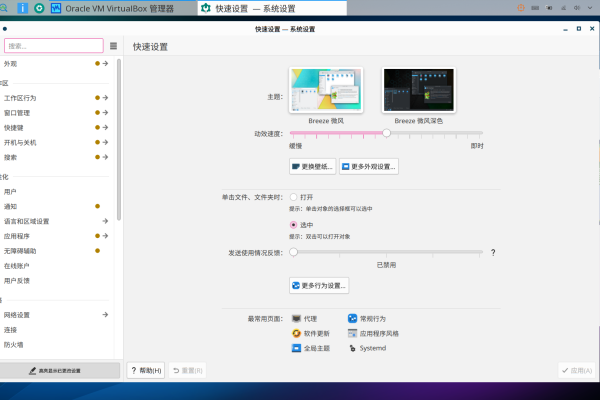 Oracle VM VirtualBox 管理器
快速设置 — 系统设置
快速设置 — 系统设置
搜索...
快速设置
外观
工作区行为
窗口管理
快捷键
开机与关机
搜索
用户
通知
语言和区域设置
应用程序
无障碍辅助
在线账户
用户反馈
网络设置
连接
防火墙
高亮显示已更改设置
主题：
Breeze 微风
Breeze 微风深色
动效速度：
缓慢
即时
更换壁纸...
更多外观设置...
单击文件、文件夹时：
打开
提示：单击对象的选择框可以选中
选中
提示：双击可以打开对象
发送使用情况反馈：
?
已禁用
更多行为设置...
最常用页面：
代理
常规行为
软件更新
应用程序风格
全局主题
Systemd
? 帮助(H)
重置(R)
应用(A)